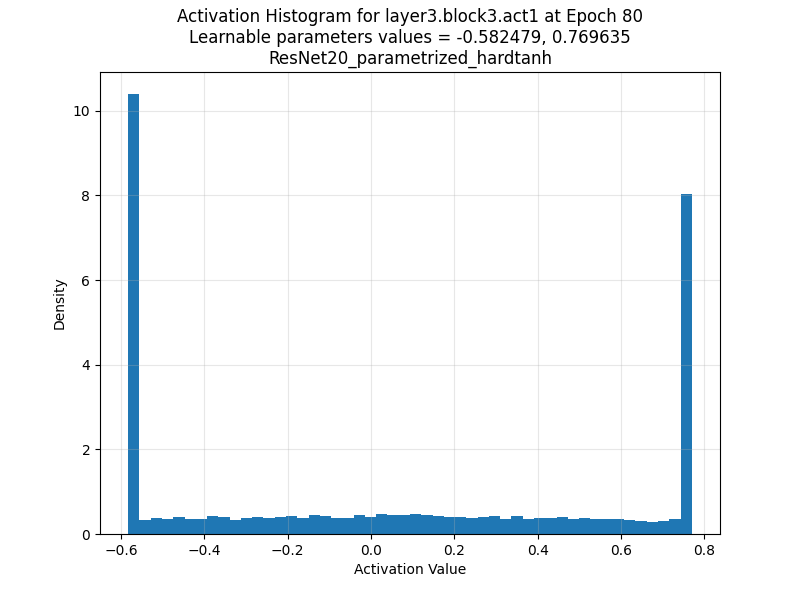 Activation Histogram for layer3.block3.act1 at Epoch 80
Learnable parameters values = -0.582479, 0.769635
ResNet20_parametrized_hardtanh
Density
10
8
6
4
2
0
−0.6 −0.4 −0.2 0.0 0.2 0.4 0.6 0.8
Activation Value